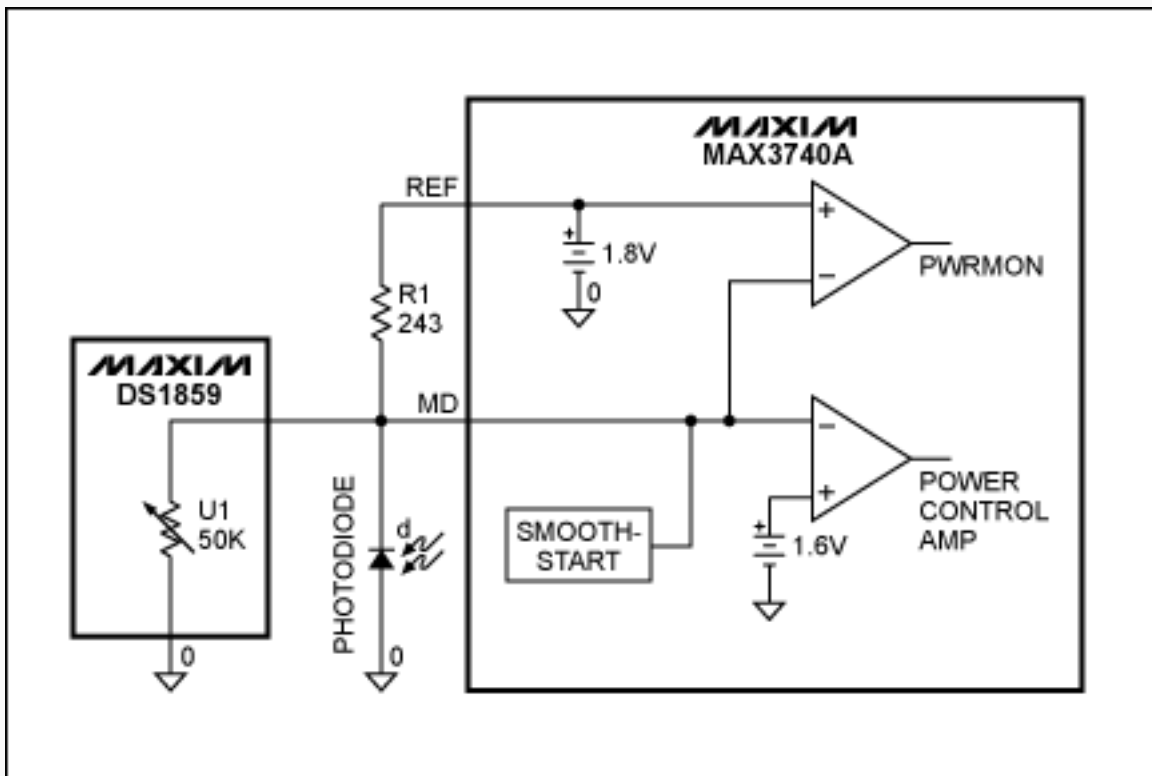 MAXIM
MAX3740A
REF
+
1.8V
0
+
−
PWRMON
R1
243
MAXIM
DS1859
MD
U1
50K
0
PHOTODIODE
d
0
SMOOTH-
START
−
+
+
1.6V
POWER
CONTROL
AMP